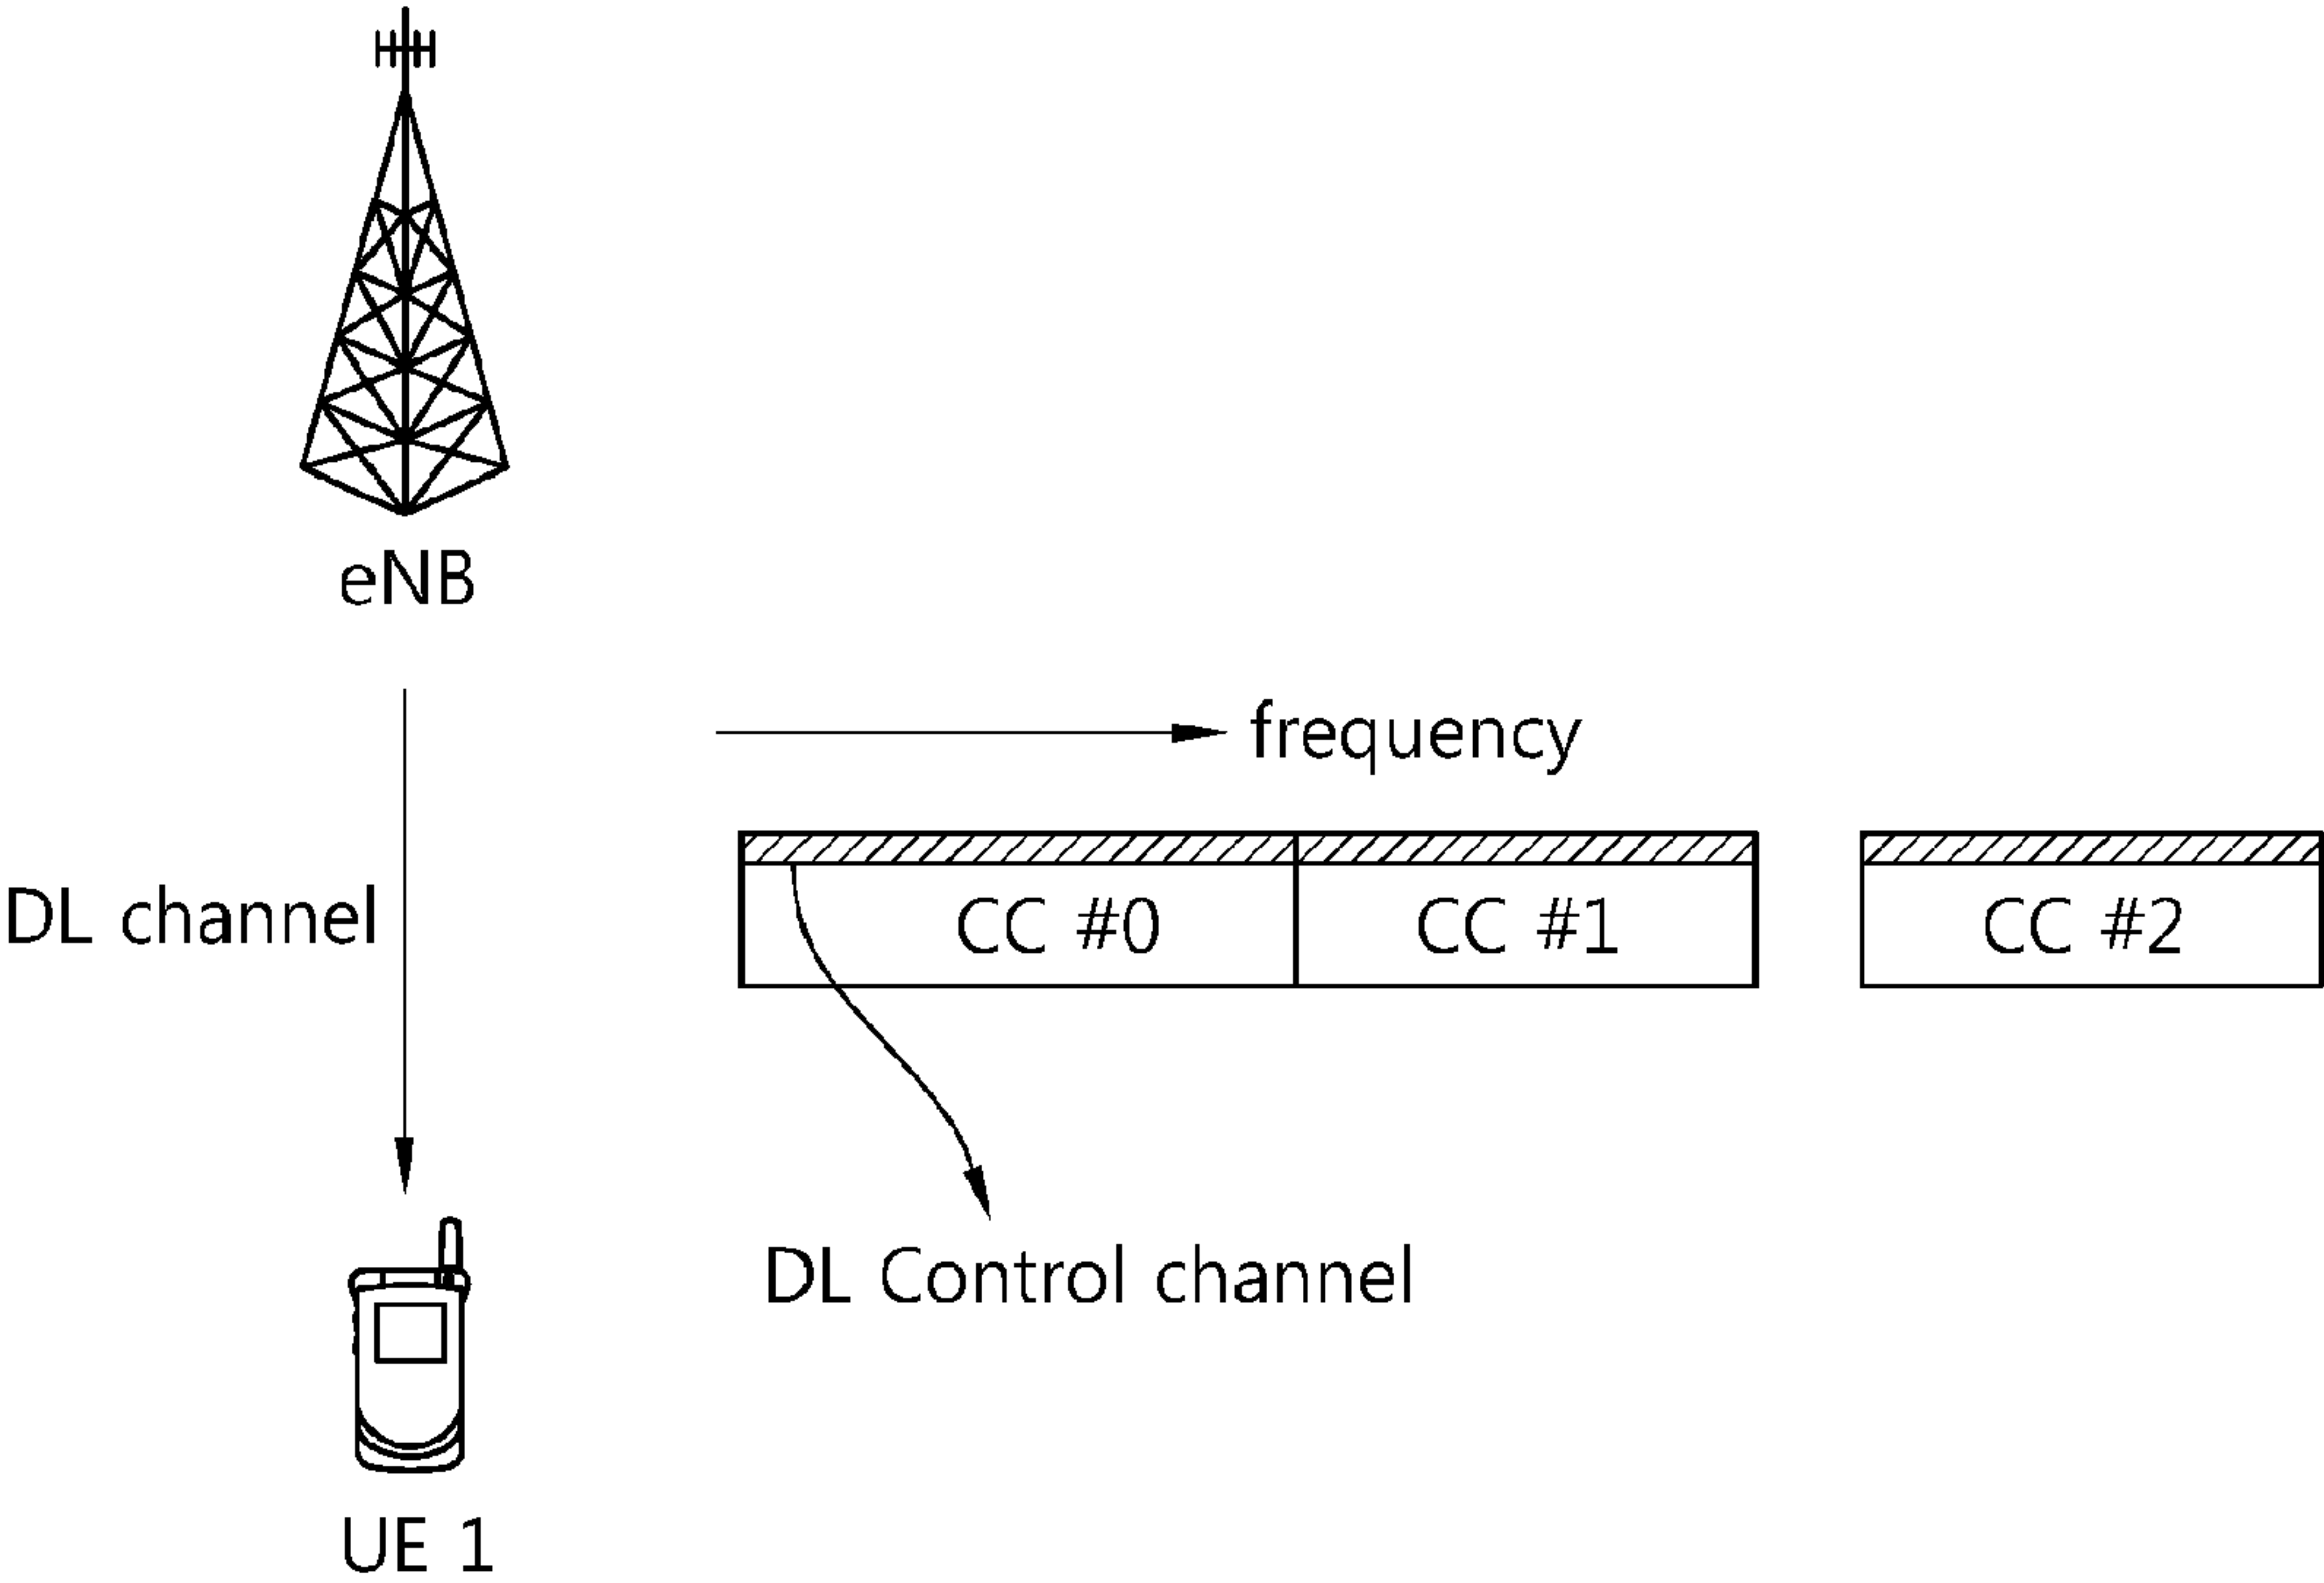 eNB
frequency
DL channel
CC #0
CC #1
CC #2
DL Control channel
UE 1